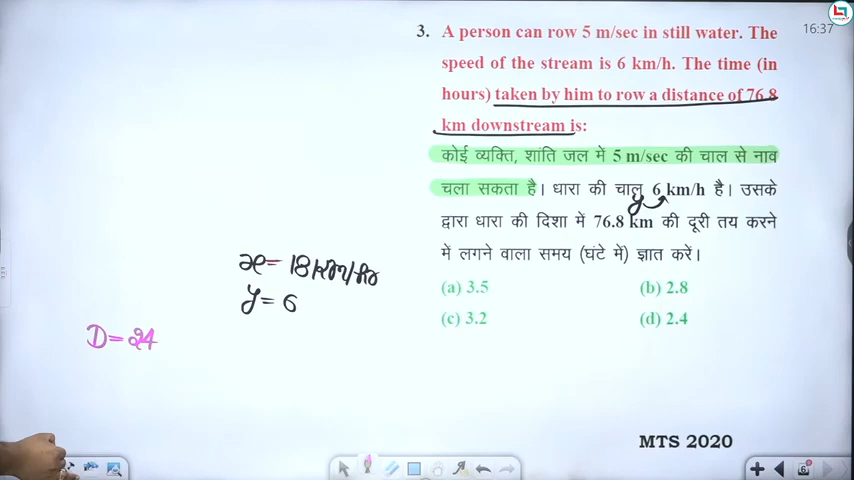 16:37
3. A person can row 5 m/sec in still water. The
speed of the stream is 6 km/h. The time (in
hours) taken by him to row a distance of 76.8
km downstream is:
कोई व्यक्ति, शांति जल में 5 m/sec की चाल से नाव
चला सकता है। धारा की चाल 6 km/h है। उसके
y
द्वारा धारा की दिशा में 76.8 km की दूरी तय करने
में लगने वाला समय (घंटे में) ज्ञात करें।
(a) 3.5 (b) 2.8
(c) 3.2 (d) 2.4
x = 18 km/hr
y = 6
D = 24
MTS 2020
6